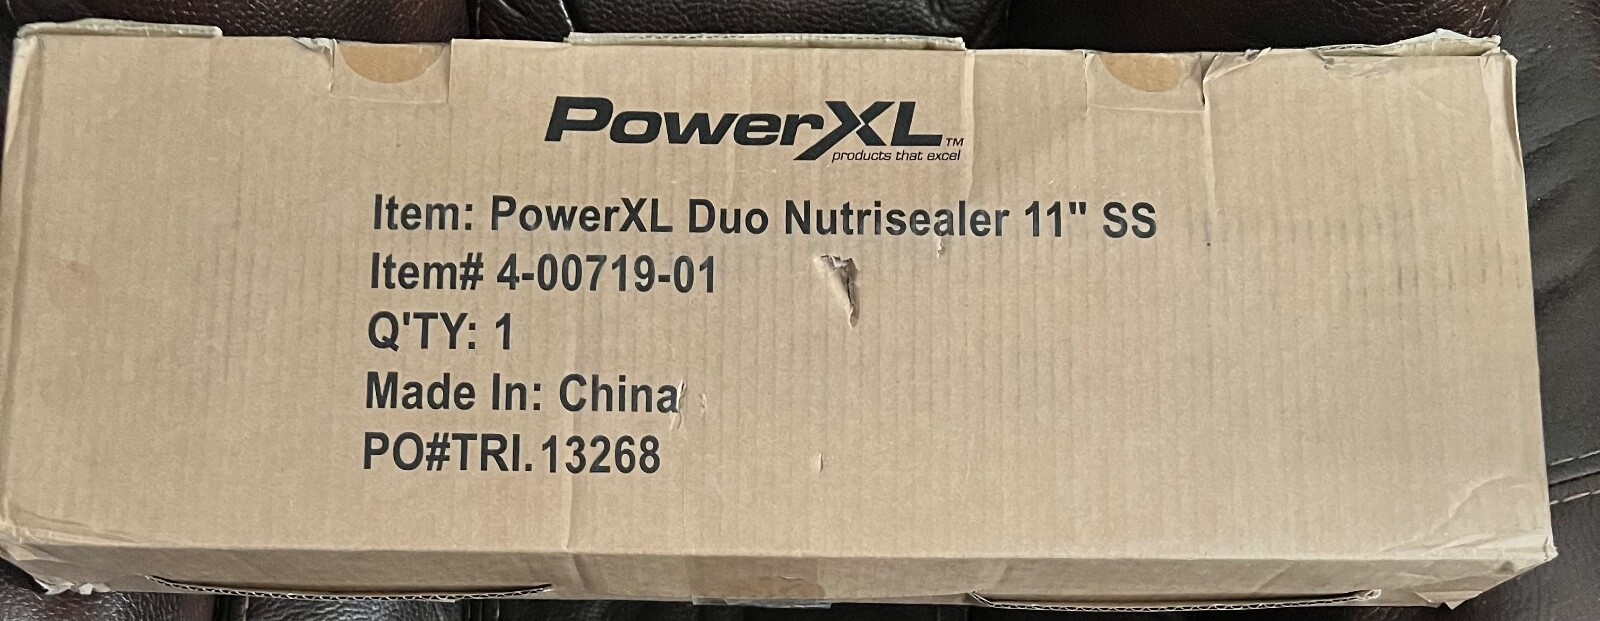 PowerXL™
products that excel
Item: PowerXL Duo Nutrisealer 11" SS
Item# 4-00719-01
Q'TY: 1
Made In: China
PO#TRI.13268